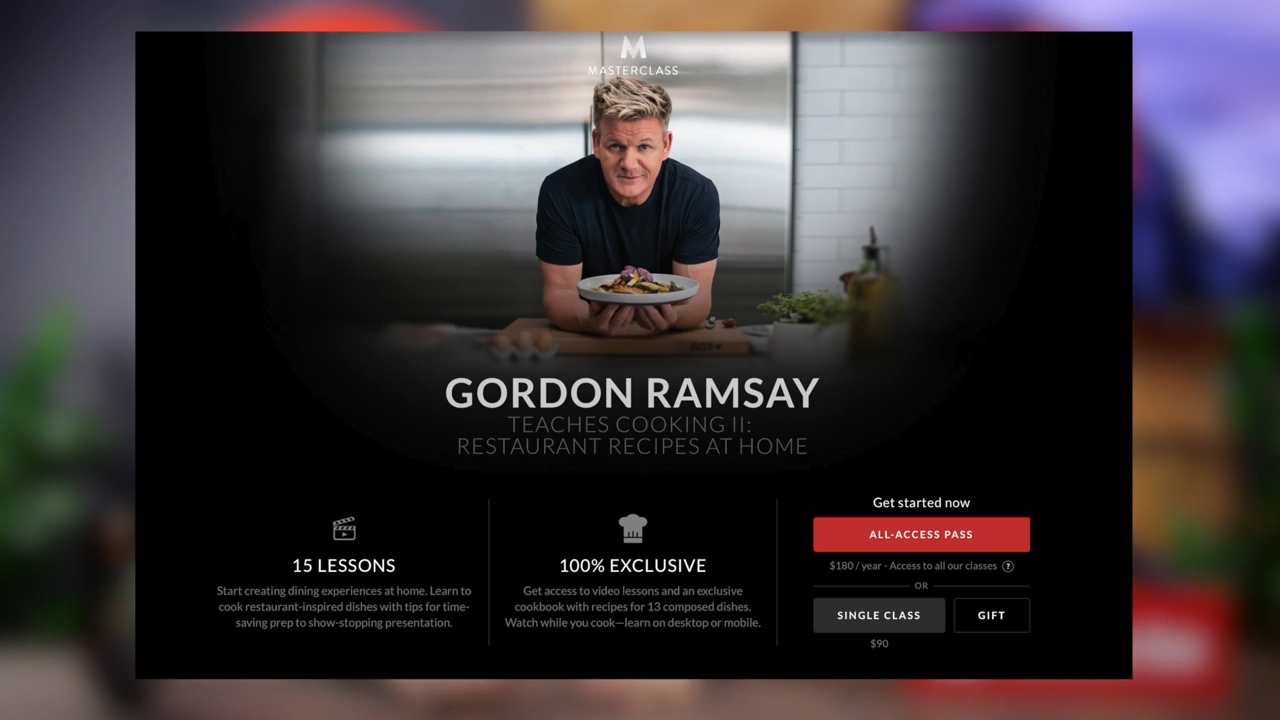 MASTERCLASS
GORDON RAMSAY
TEACHES COOKING II:
RESTAURANT RECIPES AT HOME
15 LESSONS
Start creating dining experiences at home. Learn to
cook restaurant-inspired dishes with tips for time-
saving prep to show-stopping presentation.
100% EXCLUSIVE
Get access to video lessons and an exclusive
cookbook with recipes for 13 composed dishes.
Watch while you cook—learn on desktop or mobile.
Get started now
ALL-ACCESS PASS
$180 / year - Access to all our classes ?
OR
SINGLE CLASS
GIFT
$90